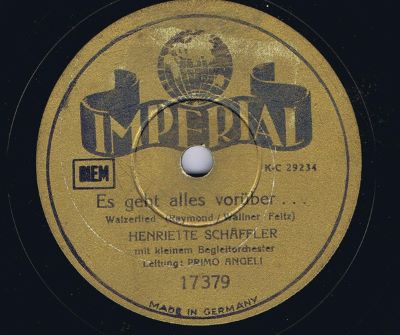 IMPERIAL
BIEM
K-C 29234
Es geht alles vorüber...
Walzerlied (Raymond/Wallner Feltz)
HENRIETTE SCHÄFFLER
mit kleinem Begleitorchester
Leitung: PRIMO ANGELI
17379
MADE IN GERMANY